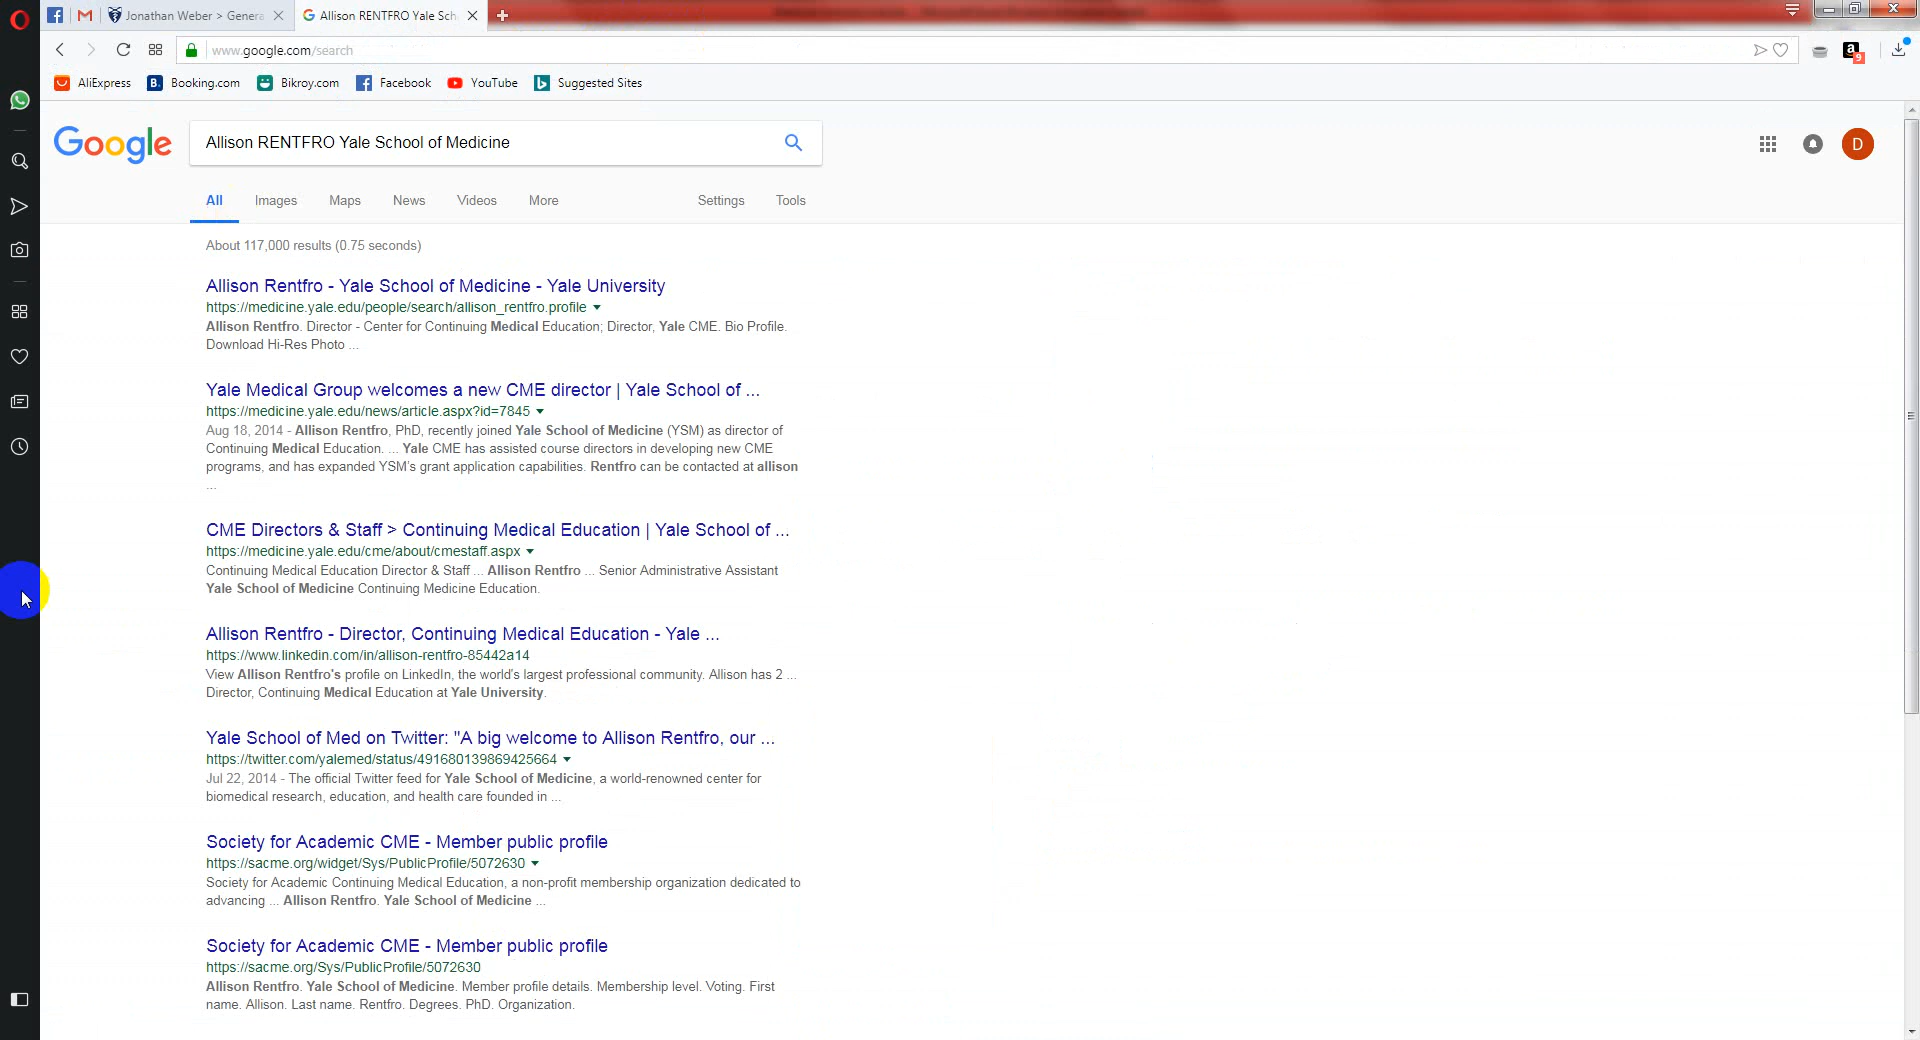 Jonathan Weber > Genera
Allison RENTFRO Yale Sch
www.google.com/search
9
AliExpress
B. Booking.com
Bikroy.com
Facebook
YouTube
Suggested Sites
Google
Allison RENTFRO Yale School of Medicine
D
All Images Maps News Videos More Settings Tools
About 117,000 results (0.75 seconds)
Allison Rentfro - Yale School of Medicine - Yale University
https://medicine.yale.edu/people/search/allison_rentfro.profile
Allison Rentfro. Director - Center for Continuing Medical Education; Director, Yale CME. Bio Profile.
Download Hi-Res Photo ...
Yale Medical Group welcomes a new CME director | Yale School of ...
https://medicine.yale.edu/news/article.aspx?id=7845
Aug 18, 2014 - Allison Rentfro, PhD, recently joined Yale School of Medicine (YSM) as director of
Continuing Medical Education. ... Yale CME has assisted course directors in developing new CME
programs, and has expanded YSM's grant application capabilities. Rentfro can be contacted at allison
...
CME Directors & Staff > Continuing Medical Education | Yale School of ...
https://medicine.yale.edu/cme/about/cmestaff.aspx
Continuing Medical Education Director & Staff ... Allison Rentfro ... Senior Administrative Assistant
Yale School of Medicine Continuing Medicine Education.
Allison Rentfro - Director, Continuing Medical Education - Yale ...
https://www.linkedin.com/in/allison-rentfro-85442a14
View Allison Rentfro's profile on LinkedIn, the world's largest professional community. Allison has 2 ...
Director, Continuing Medical Education at Yale University.
Yale School of Med on Twitter: "A big welcome to Allison Rentfro, our ...
https://twitter.com/yalemed/status/491680139869425664
Jul 22, 2014 - The official Twitter feed for Yale School of Medicine, a world-renowned center for
biomedical research, education, and health care founded in ...
Society for Academic CME - Member public profile
https://sacme.org/widget/Sys/PublicProfile/5072630
Society for Academic Continuing Medical Education, a non-profit membership organization dedicated to
advancing ... Allison Rentfro. Yale School of Medicine ...
Society for Academic CME - Member public profile
https://sacme.org/Sys/PublicProfile/5072630
Allison Rentfro. Yale School of Medicine. Member profile details. Membership level. Voting. First
name. Allison. Last name. Rentfro. Degrees. PhD. Organization.